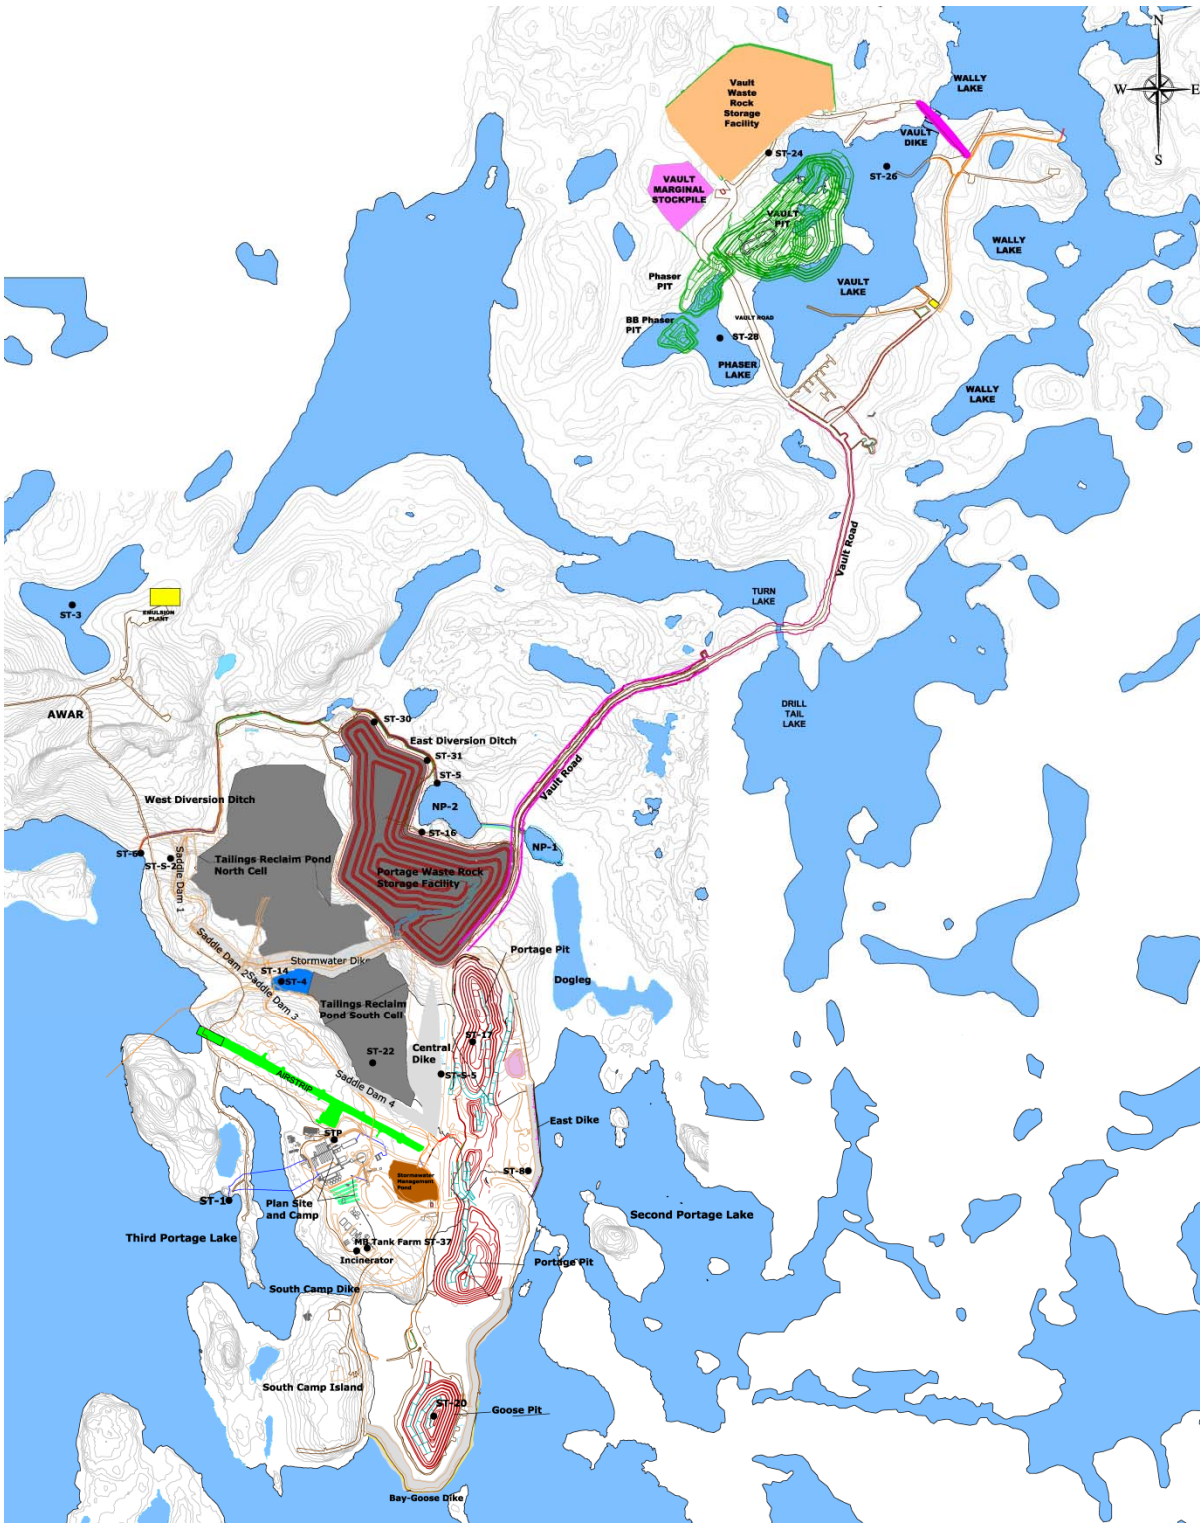 N
W
E
S
WALLY
LAKE
Vault
Waste
Rock
Storage
Facility
VAULT
DIKE
ST-24
ST-26
VAULT
MARGINAL
STOCKPILE
VAULT
PIT
WALLY
LAKE
Phaser
PIT
VAULT
LAKE
BB Phaser
PIT
VAULT ROAD
ST-28
PHASER
LAKE
WALLY
LAKE
Vault Road
TURN
LAKE
ST-3
EMULSION
PLANT
AWAR
DRILL
TAIL
LAKE
ST-30
East Diversion Ditch
ST-31
ST-5
Vault Road
West Diversion Ditch
NP-2
ST-16
NP-1
ST-6
ST-S-2
Saddle Dam 1
Tailings Reclaim Pond
North Cell
Portage Waste Rock
Storage Facility
Saddle Dam 2
Stormwater Dike
Portage Pit
ST-14
ST-4
Saddle Dam 3
Dogleg
Tailings Reclaim
Pond South Cell
ST-17
Central
Dike
ST-22
ST-S-5
AIRSTRIP
Saddle Dam 4
East Dike
STP
ST-8
Stormwater
Management
Pond
ST-1
Plan Site
and Camp
Second Portage Lake
Third Portage Lake
MB Tank Farm ST-37
Incinerator
Portage Pit
South Camp Dike
South Camp Island
ST-20
Goose Pit
Bay-Goose Dike